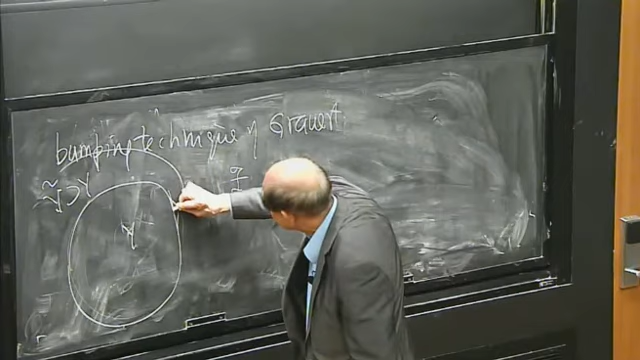 bumping technique of Grauert
Ỹ ⊃ Y
Y